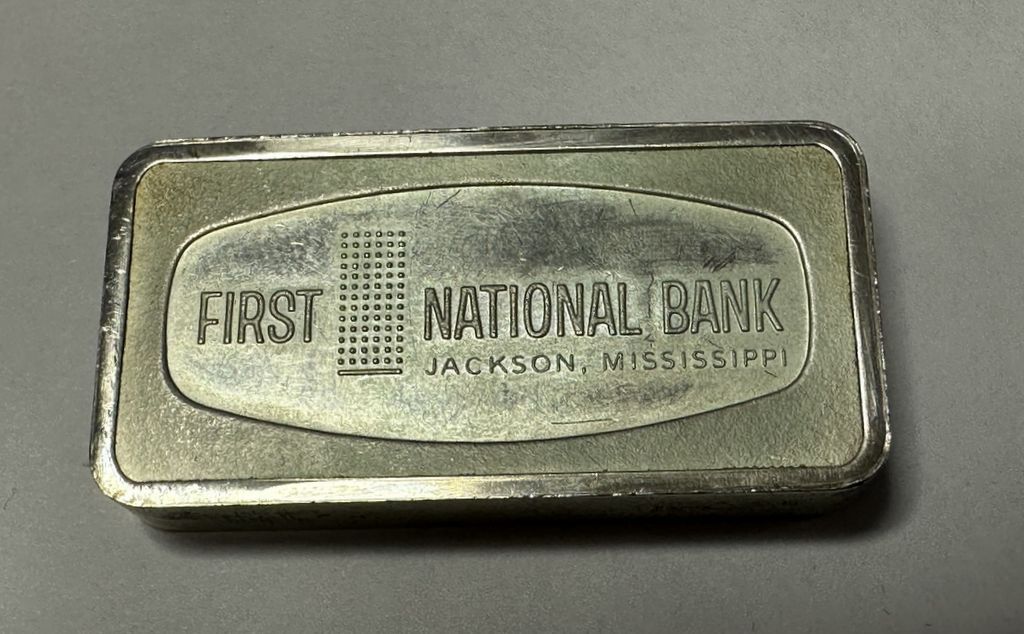 FIRST NATIONAL BANK
JACKSON, MISSISSIPPI